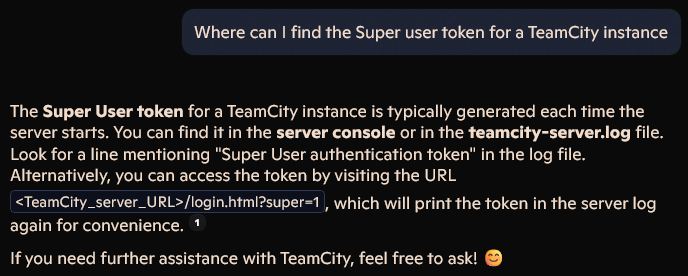 Where can I find the Super user token for a TeamCity instance
The Super User token for a TeamCity instance is typically generated each time the
server starts. You can find it in the server console or in the teamcity-server.log file.
Look for a line mentioning "Super User authentication token" in the log file.
Alternatively, you can access the token by visiting the URL
<TeamCity_server_URL>/login.html?super=1, which will print the token in the server log
again for convenience. 1
If you need further assistance with TeamCity, feel free to ask! 😊